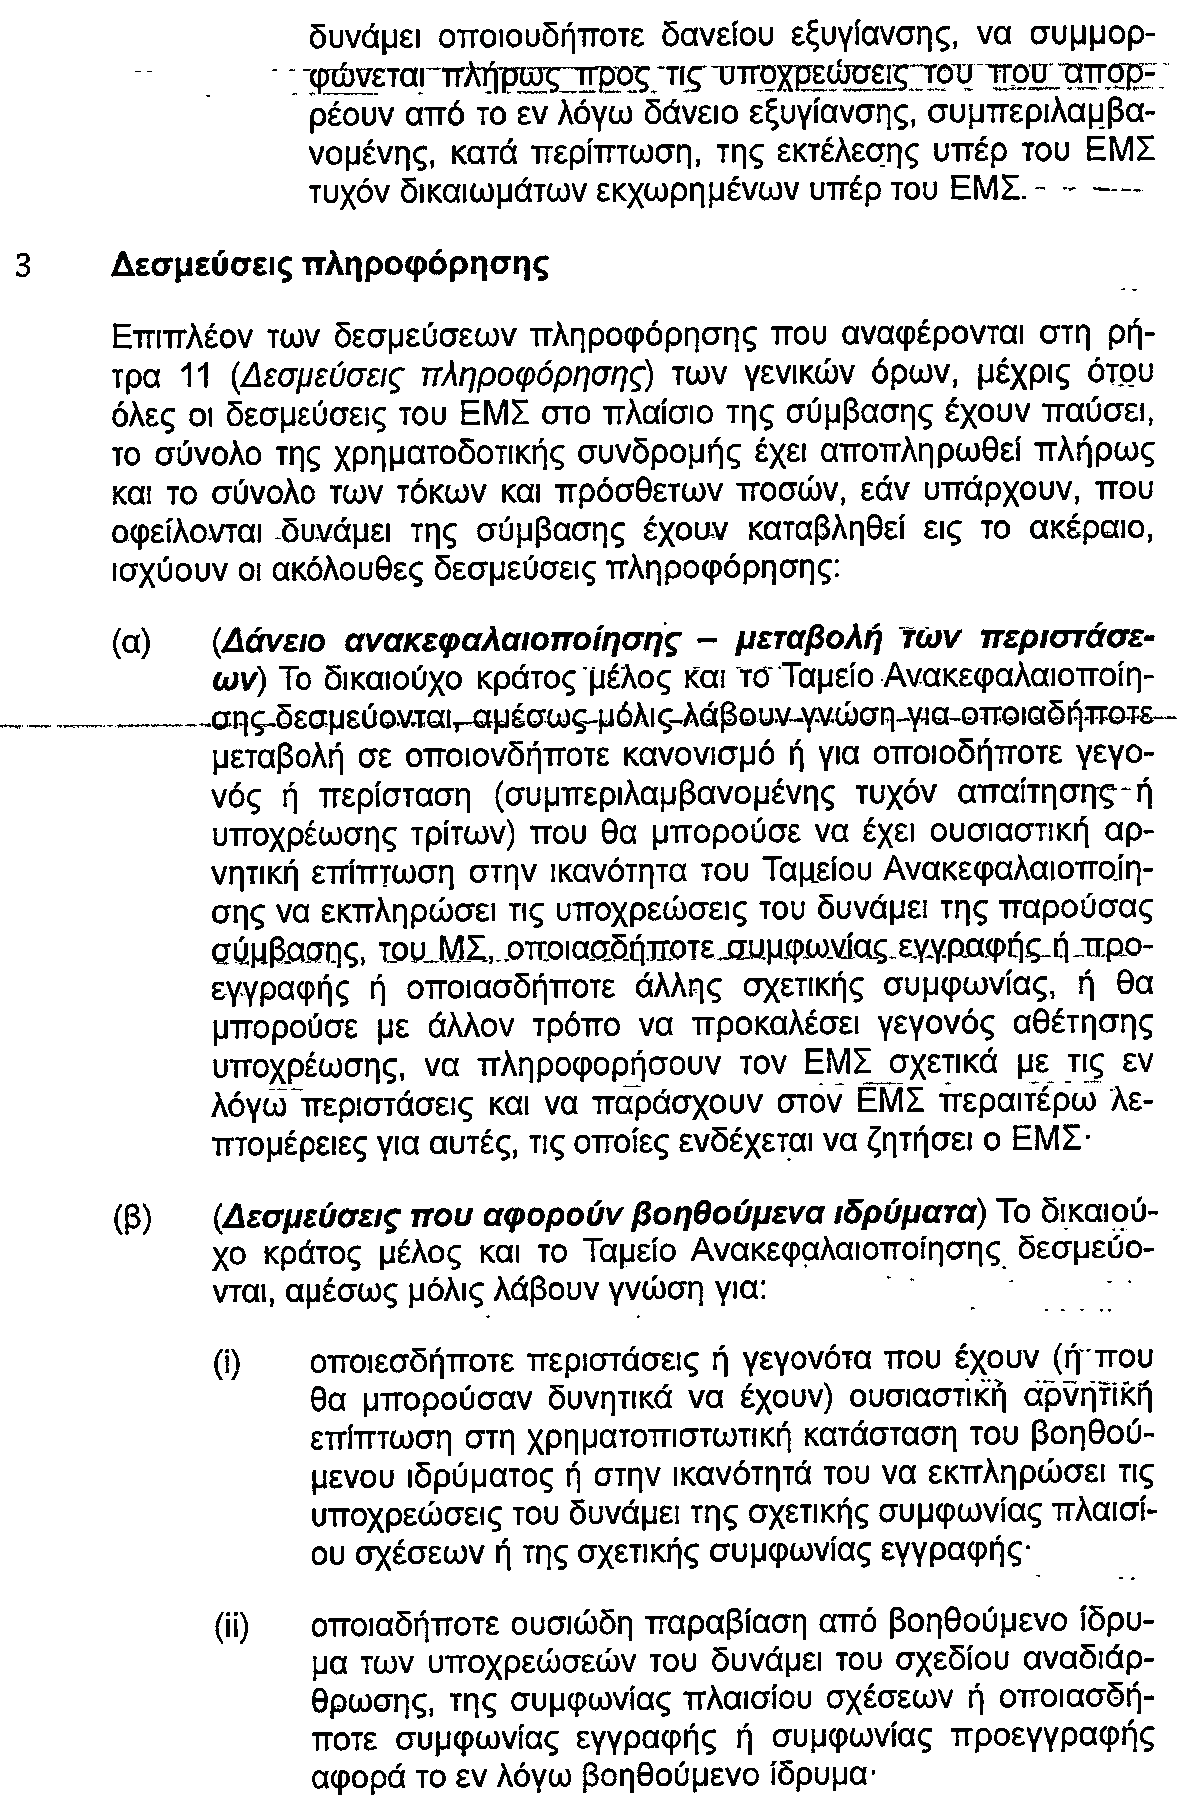 δυνάμει οποιουδήποτε δανείου εξυγίανσης, να συμμορ-
φώνεται πλήρως προς τις υποχρεώσεις του που απορ-
ρέουν από το εν λόγω δάνειο εξυγίανσης, συμπεριλαμβα-
νομένης, κατά περίπτωση, της εκτέλεσης υπέρ του ΕΜΣ
τυχόν δικαιωμάτων εκχωρημένων υπέρ του ΕΜΣ.
3 Δεσμεύσεις πληροφόρησης
Επιπλέον των δεσμεύσεων πληροφόρησης που αναφέρονται στη ρή-
τρα 11 (Δεσμεύσεις πληροφόρησης) των γενικών όρων, μέχρις ότου
όλες οι δεσμεύσεις του ΕΜΣ στο πλαίσιο της σύμβασης έχουν παύσει,
το σύνολο της χρηματοδοτικής συνδρομής έχει αποπληρωθεί πλήρως
και το σύνολο των τόκων και πρόσθετων ποσών, εάν υπάρχουν, που
οφείλονται δυνάμει της σύμβασης έχουν καταβληθεί εις το ακέραιο,
ισχύουν οι ακόλουθες δεσμεύσεις πληροφόρησης:
(α) (Δάνειο ανακεφαλαιοποίησης – μεταβολή των περιστάσε-
ων) Το δικαιούχο κράτος μέλος και το Ταμείο Ανακεφαλαιοποίη-
σης δεσμεύονται, αμέσως μόλις λάβουν γνώση για οποιαδήποτε
μεταβολή σε οποιονδήποτε κανονισμό ή για οποιοδήποτε γεγο-
νός ή περίσταση (συμπεριλαμβανομένης τυχόν απαίτησης ή
υποχρέωσης τρίτων) που θα μπορούσε να έχει ουσιαστική αρ-
νητική επίπτωση στην ικανότητα του Ταμείου Ανακεφαλαιοποίη-
σης να εκπληρώσει τις υποχρεώσεις του δυνάμει της παρούσας
σύμβασης, του ΜΣ, οποιασδήποτε συμφωνίας εγγραφής ή προ-
εγγραφής ή οποιασδήποτε άλλης σχετικής συμφωνίας, ή θα
μπορούσε με άλλον τρόπο να προκαλέσει γεγονός αθέτησης
υποχρέωσης, να πληροφορήσουν τον ΕΜΣ σχετικά με τις εν
λόγω περιστάσεις και να παράσχουν στον ΕΜΣ περαιτέρω λε-
πτομέρειες για αυτές, τις οποίες ενδέχεται να ζητήσει ο ΕΜΣ·
(β) (Δεσμεύσεις που αφορούν βοηθούμενα ιδρύματα) Το δικαιού-
χο κράτος μέλος και το Ταμείο Ανακεφαλαιοποίησης δεσμεύο-
νται, αμέσως μόλις λάβουν γνώση για:
(i) οποιεσδήποτε περιστάσεις ή γεγονότα που έχουν (ή που
θα μπορούσαν δυνητικά να έχουν) ουσιαστική αρνητική
επίπτωση στη χρηματοπιστωτική κατάσταση του βοηθού-
μενου ιδρύματος ή στην ικανότητά του να εκπληρώσει τις
υποχρεώσεις του δυνάμει της σχετικής συμφωνίας πλαισί-
ου σχέσεων ή της σχετικής συμφωνίας εγγραφής·
(ii) οποιαδήποτε ουσιώδη παραβίαση από βοηθούμενο ίδρυ-
μα των υποχρεώσεών του δυνάμει του σχεδίου αναδιάρ-
θρωσης, της συμφωνίας πλαισίου σχέσεων ή οποιασδή-
ποτε συμφωνίας εγγραφής ή συμφωνίας προεγγραφής
αφορά το εν λόγω βοηθούμενο ίδρυμα·